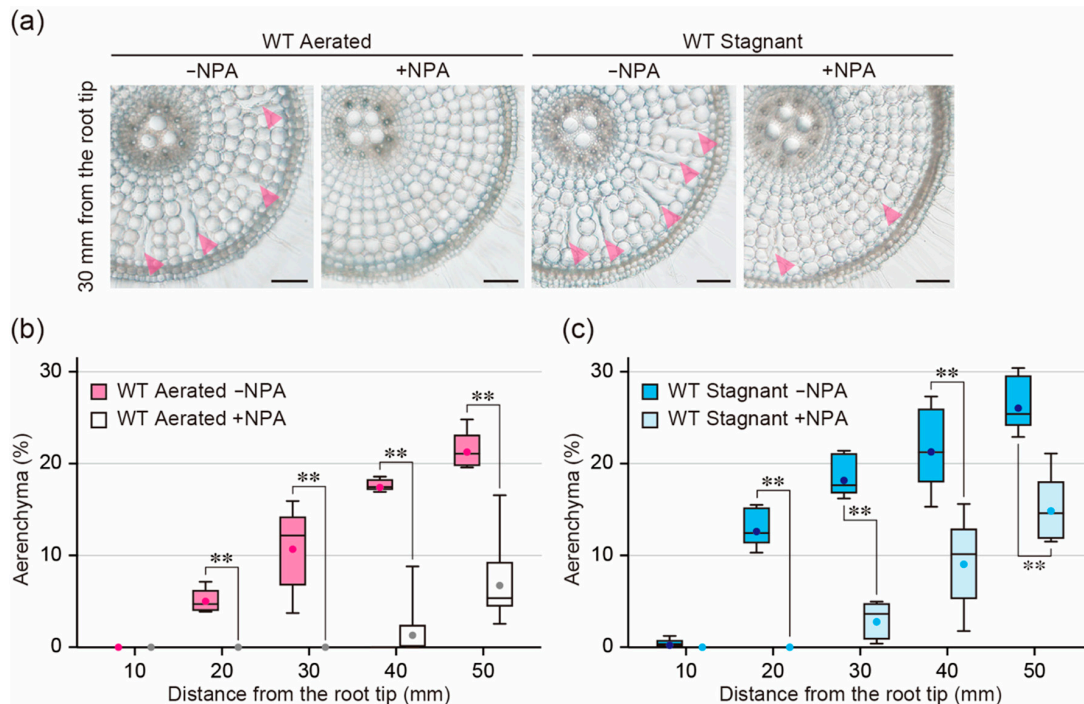 (a)
WT Aerated
WT Stagnant
−NPA
+NPA
−NPA
+NPA
30 mm from the root tip
(b)
30
20
10
0
Aerenchyma (%)
WT Aerated −NPA
WT Aerated +NPA
**
**
**
**
10
20
30
40
50
Distance from the root tip (mm)
(c)
30
20
10
0
Aerenchyma (%)
WT Stagnant −NPA
WT Stagnant +NPA
**
**
**
**
10
20
30
40
50
Distance from the root tip (mm)